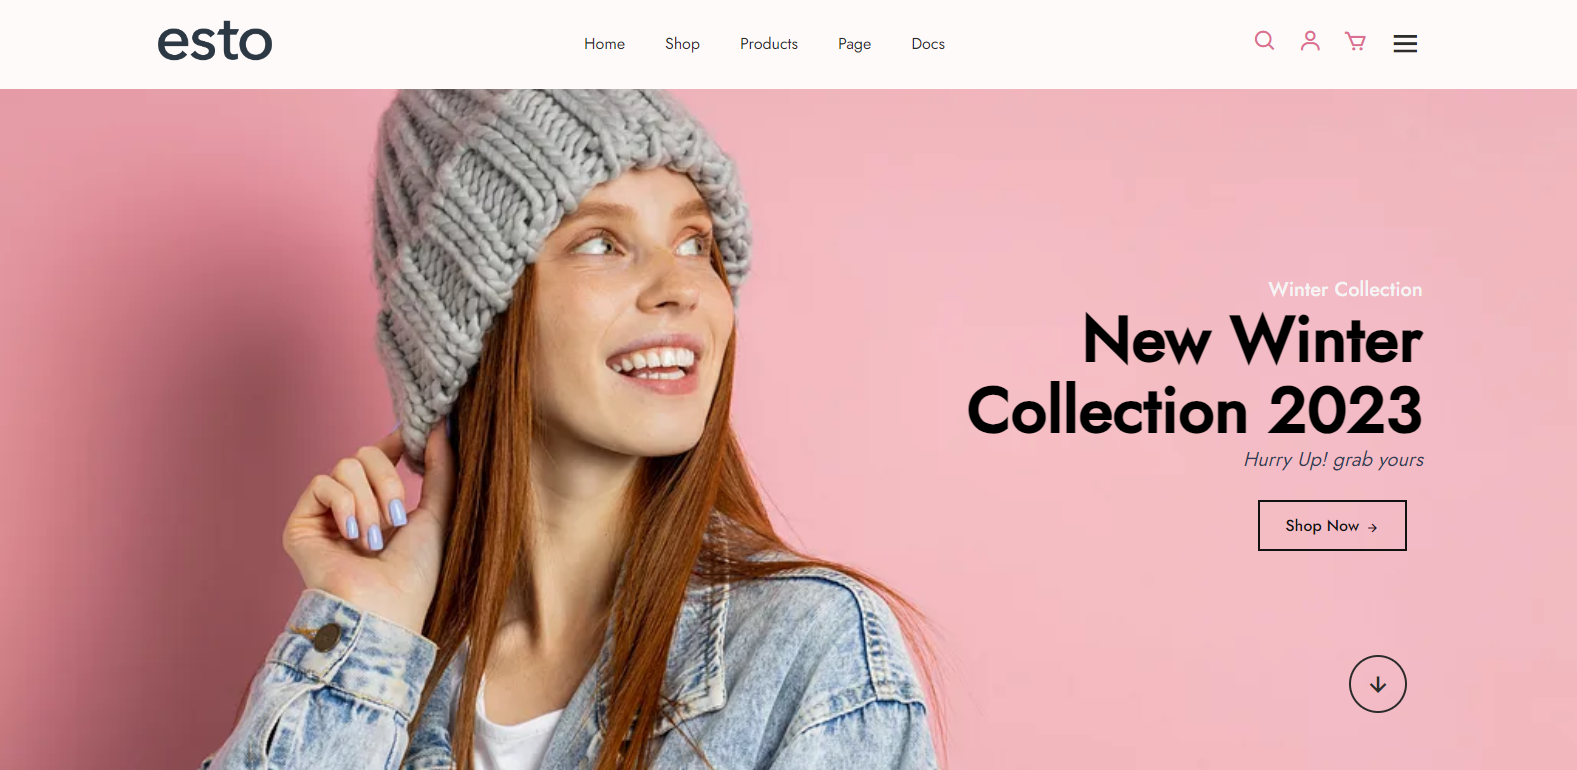 esto
Home
Shop
Products
Page
Docs
Winter Collection
New Winter
Collection 2023
Hurry Up! grab yours
Shop Now →